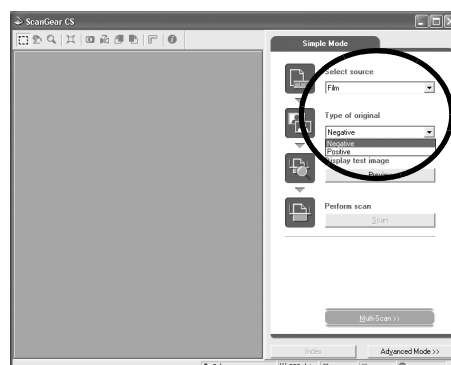 ScanGear CS
Simple Mode
Select source
Film
Type of original
Negative
Negative
Positive
Display test image
Preview
Perform scan
Scan
Multi-Scan >>
Index
Advanced Mode >>